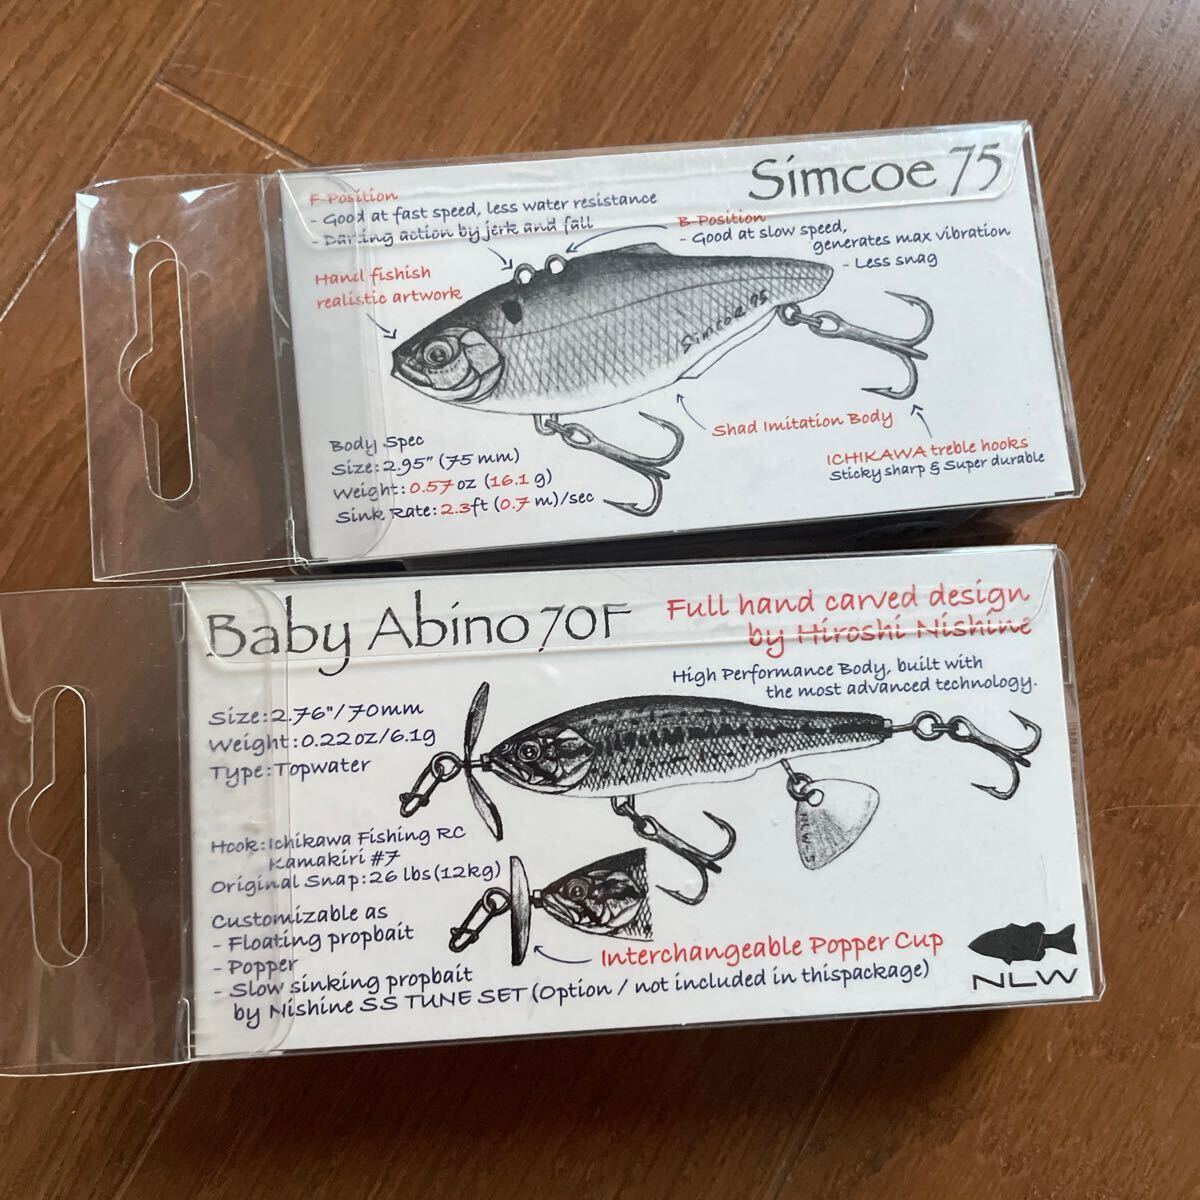 Simcoe 75
F-Position
- Good at fast speed, less water resistance
- Darting action by jerk and fall
B-Position
- Good at slow speed,
generates max vibration
- Less snag
Hand fishish
realistic artwork
Simcoe 75
Shad Imitation Body
ICHIKAWA treble hooks
Sticky sharp & Super durable
Body Spec
Size: 2.95" (75 mm)
Weight: 0.57 oz (16.1 g)
Sink Rate: 2.3ft (0.7 m)/sec
Baby Abino 70F
Full hand carved design
by Hiroshi Nishine
High Performance Body, built with
the most advanced technology.
Size: 2.76"/70mm
Weight: 0.22 oz/6.1g
Type: Topwater
NLW-S
Hook: Ichikawa Fishing RC
Kamakiri #7
Original Snap: 26 lbs (12kg)
Customizable as
- Floating propbait
- Popper
- Slow sinking propbait
by Nishine SS TUNE SET (Option / not included in thispackage)
Interchangeable Popper Cup
NLW